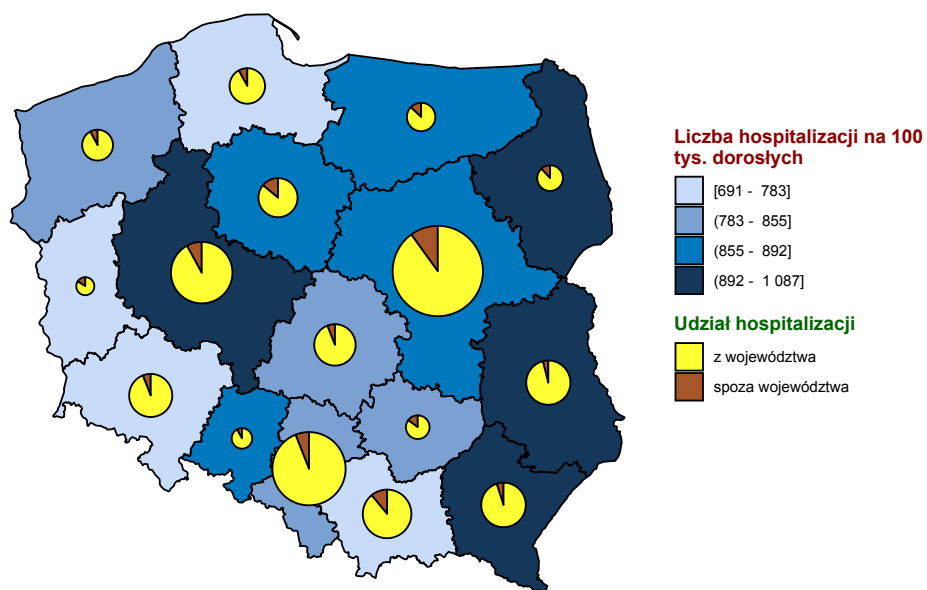 Liczba hospitalizacji na 100
tys. dorosłych
[691 - 783]
(783 - 855]
(855 - 892]
(892 - 1 087]
Udział hospitalizacji
z województwa
spoza województwa